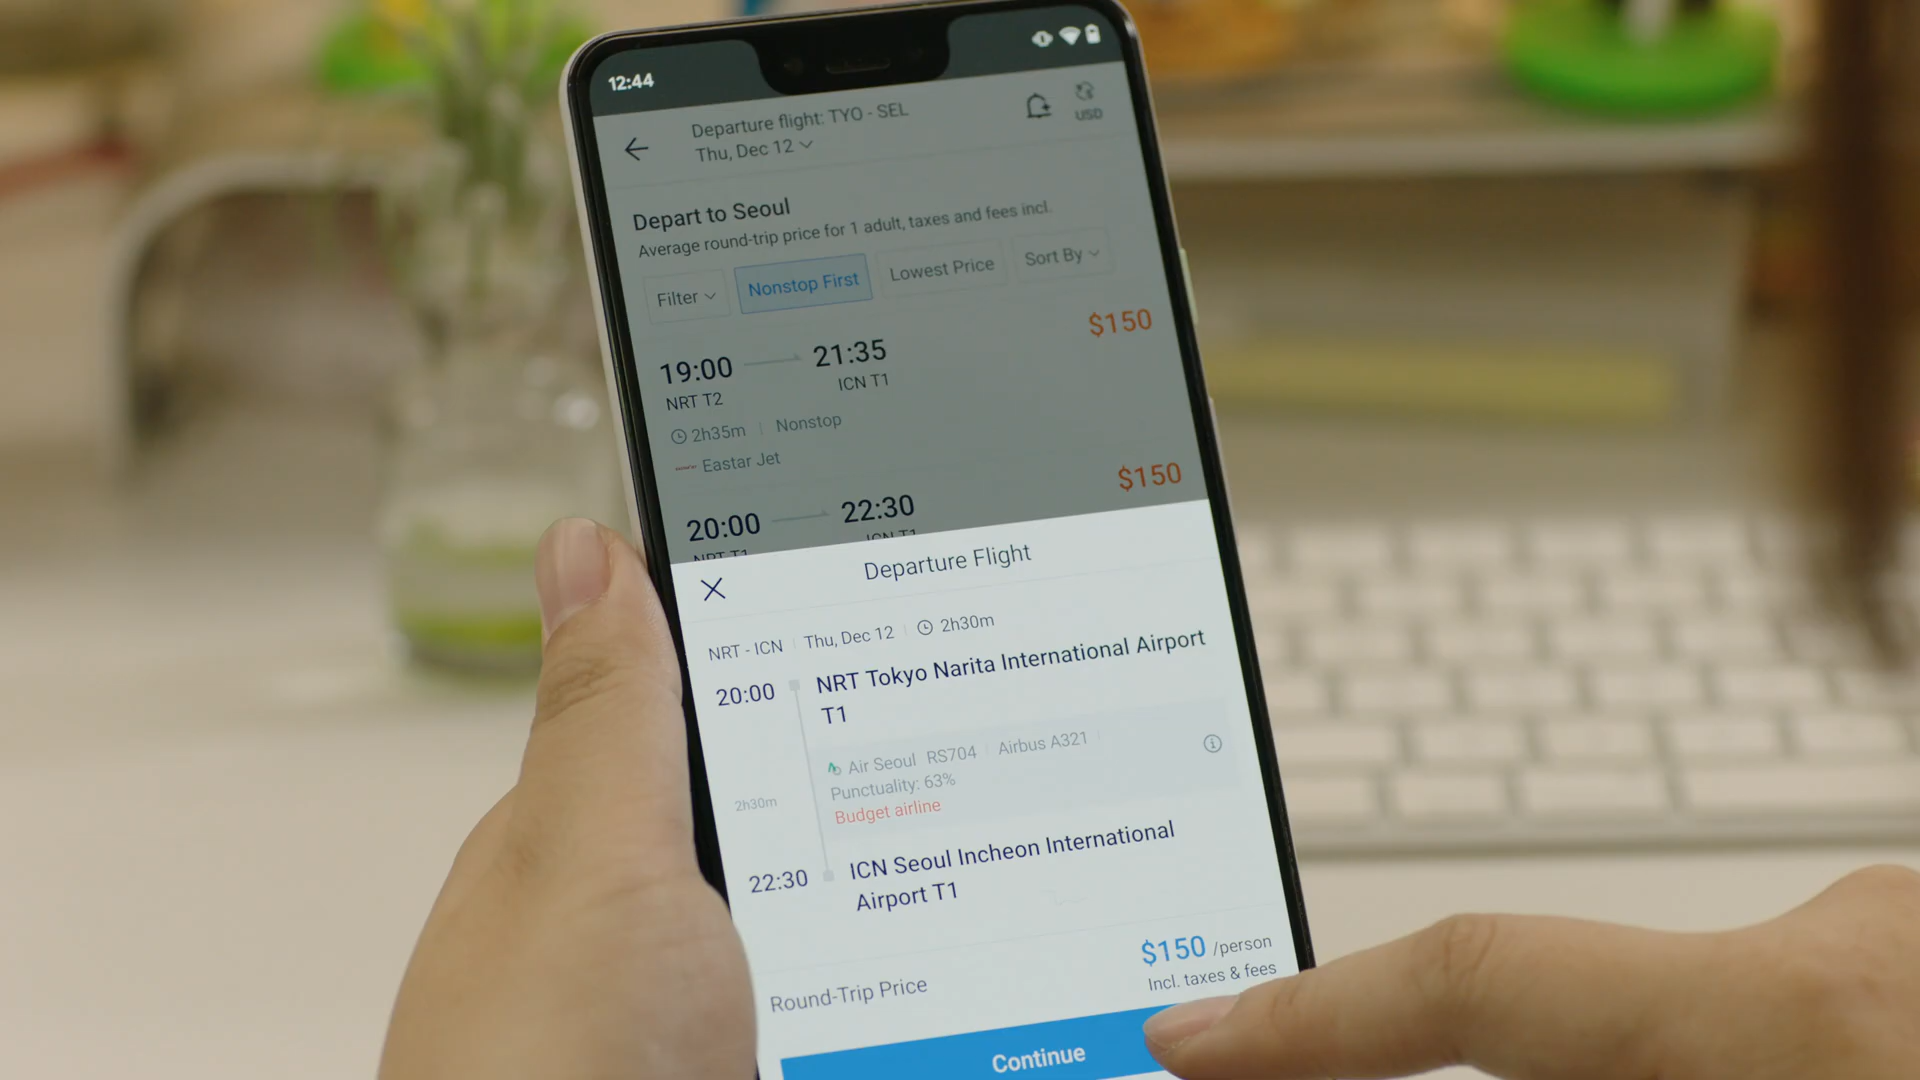 12:44
Departure flight: TYO - SEL
Thu, Dec 12
USD
Depart to Seoul
Average round-trip price for 1 adult, taxes and fees incl.
Filter
Nonstop First
Lowest Price
Sort By
19:00
21:35
$150
NRT T2
ICN T1
2h35m
Nonstop
Eastar Jet
20:00
22:30
$150
NRT T1
ICN T1
Departure Flight
NRT - ICN
Thu, Dec 12
2h30m
20:00
NRT Tokyo Narita International Airport
T1
Air Seoul RS704 Airbus A321
Punctuality: 63%
2h30m
Budget airline
22:30
ICN Seoul Incheon International
Airport T1
Round-Trip Price
$150 /person
Incl. taxes & fees
Continue